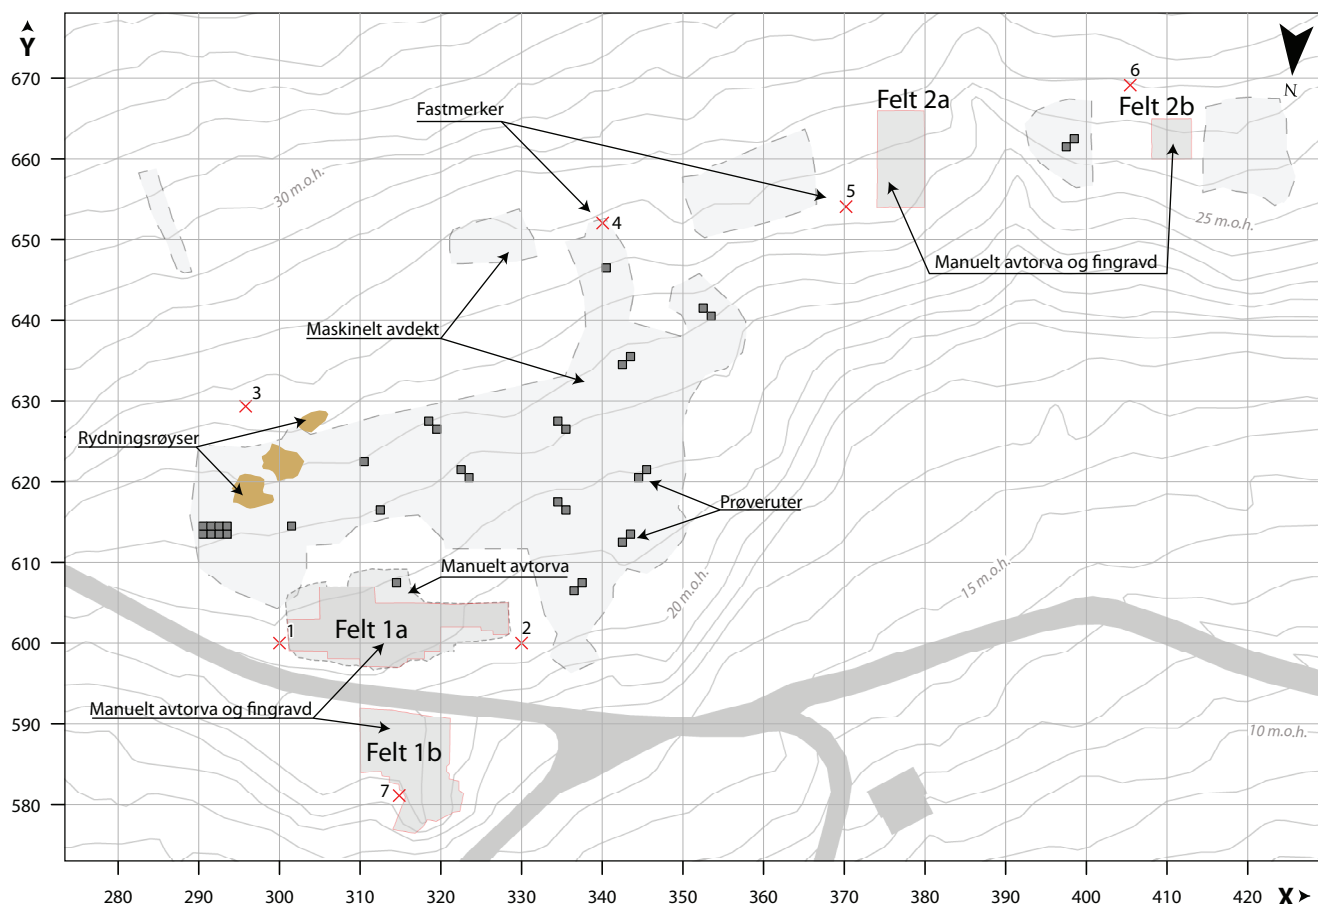 Y
670
660
650
640
630
620
610
600
590
580
6
Felt 2a
Felt 2b
N
Fastmerker
30 m.o.h.
5
4
25 m.o.h.
Manuelt avtorva og fingravd
Maskinelt avdekt
3
Rydningsrøyser
Prøveruter
Manuelt avtorva
20 m.o.h.
15 m.o.h.
1
Felt 1a
2
Manuelt avtorva og fingravd
Felt 1b
10 m.o.h.
7
280 290 300 310 320 330 340 350 360 370 380 390 400 410 420 X